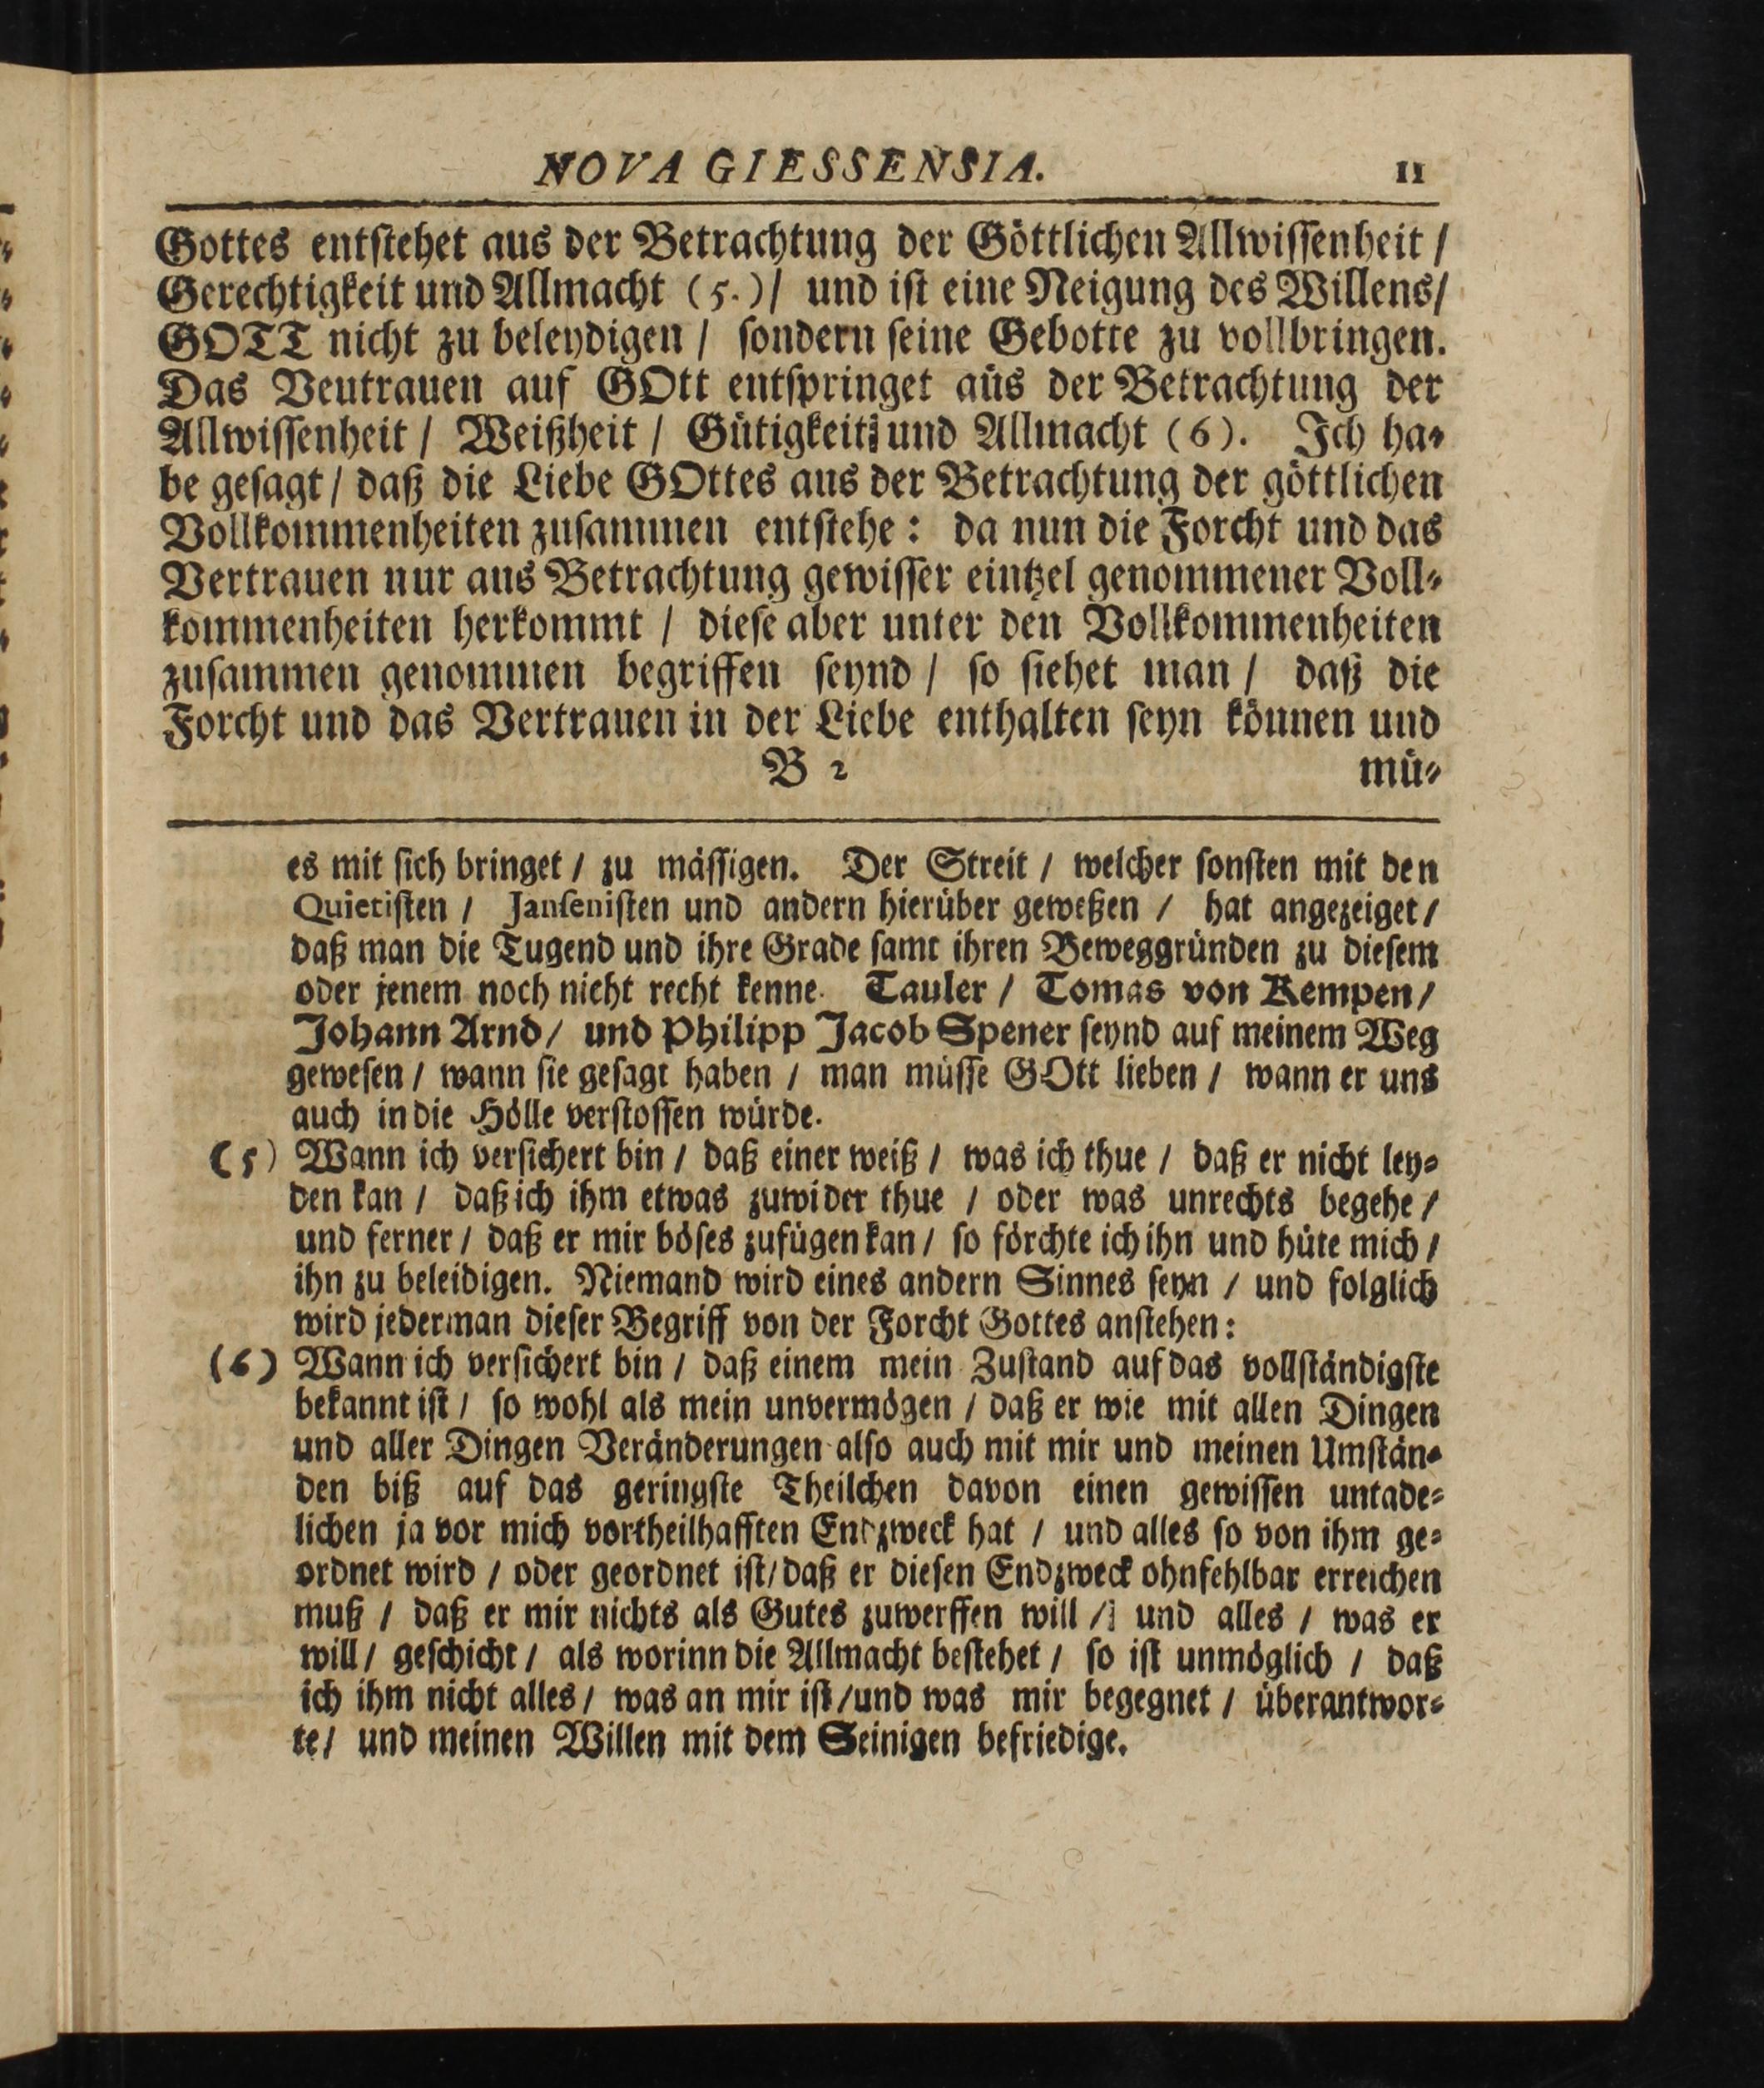 NOVA GIESSENSIA. 11
Gottes entstehet aus der Betrachtung der Göttlichen Allwissenheit /
Gerechtigkeit und Allmacht (5.)/ und ist eine Neigung des Willens/
GOTT nicht zu beleydigen / sondern seine Gebotte zu vollbringen.
Das Veutrauen auf GOtt entspringet aüs der Betrachtung der
Allwissenheit / Weißheit / Gütigkeit und Allmacht (6). Ich ha-
be gesagt / daß die Liebe GOttes aus der Betrachtung der göttlichen
Vollkommenheiten zusammen entstehe: da nun die Forcht und das
Vertrauen nur aus Betrachtung gewisser eintzel genommener Voll-
kommenheiten herkommt / diese aber unter den Vollkommenheiten
zusammen genommen begriffen seynd / so siehet man / daß die
Forcht und das Vertrauen in der Liebe enthalten seyn können und
B 2 mü-
es mit sich bringet / zu mässigen. Der Streit / welcher sonsten mit den
Quietisten / Jansenisten und andern hierüber geweßen / hat angezeiget /
daß man die Tugend und ihre Grade samt ihren Beweggründen zu diesem
oder jenem noch nicht recht kenne. Tauler / Tomas von Kempen /
Johann Arnd / und Philipp Jacob Spener seynd auf meinem Weg
gewesen / wann sie gesagt haben / man müsse GOtt lieben / wann er uns
auch in die Hölle verstossen würde.
(5) Wann ich versichert bin / daß einer weiß / was ich thue / daß er nicht ley-
den kan / daß ich ihm etwas zuwider thue / oder was unrechts begehe /
und ferner / daß er mir böses zufügen kan / so förchte ich ihn und hüte mich /
ihn zu beleidigen. Niemand wird eines andern Sinnes seyn / und folglich
wird jederman dieser Begriff von der Forcht Gottes anstehen:
(6) Wann ich versichert bin / daß einem mein Zustand auf das vollständigste
bekannt ist / so wohl als mein unvermögen / daß er wie mit allen Dingen
und aller Dingen Veränderungen also auch mit mir und meinen Umstän-
den biß auf das geringste Theilchen davon einen gewissen untade-
lichen ja vor mich vortheilhafften Endzweck hat / und alles so von ihm ge-
ordnet wird / oder geordnet ist/ daß er diesen Endzweck ohnfehlbar erreichen
muß / daß er mir nichts als Gutes zuwerffen will / und alles / was er
will / geschicht / als worinn die Allmacht bestehet / so ist unmöglich / daß
ich ihm nicht alles / was an mir ist /und was mir begegnet / überantwor-
te/ und meinen Willen mit dem Seinigen befriedige.